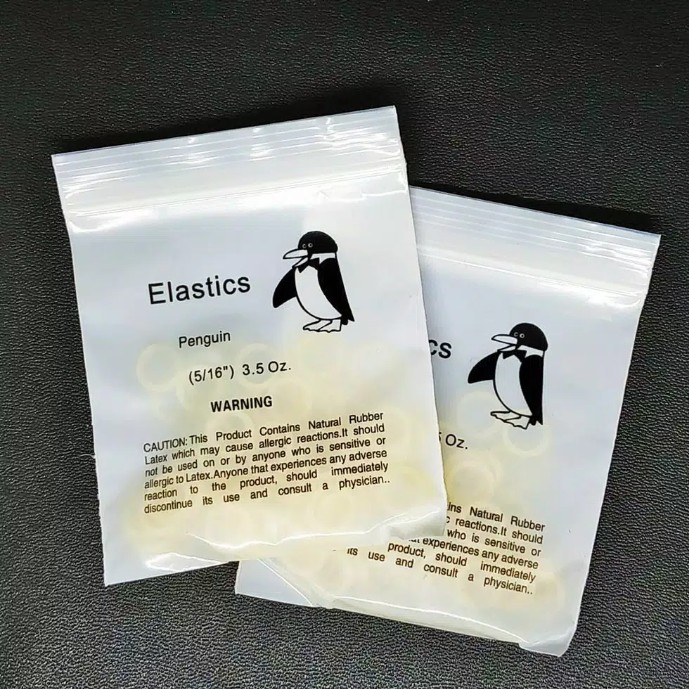 Elastics
Penguin
(5/16") 3.5 Oz.
WARNING
CAUTION: This Product Contains Natural Rubber
Latex which may cause allergic reactions.It should
not be used on or by anyone who is sensitive or
allergic to Latex.Anyone that experiences any adverse
reaction to the product, should immediately
discontinue its use and consult a physician..
cs
5 Oz.
ins Natural Rubber
c reactions.It should
who is sensitive or
experiences any adverse
product, should immediately
its use and consult a physician..